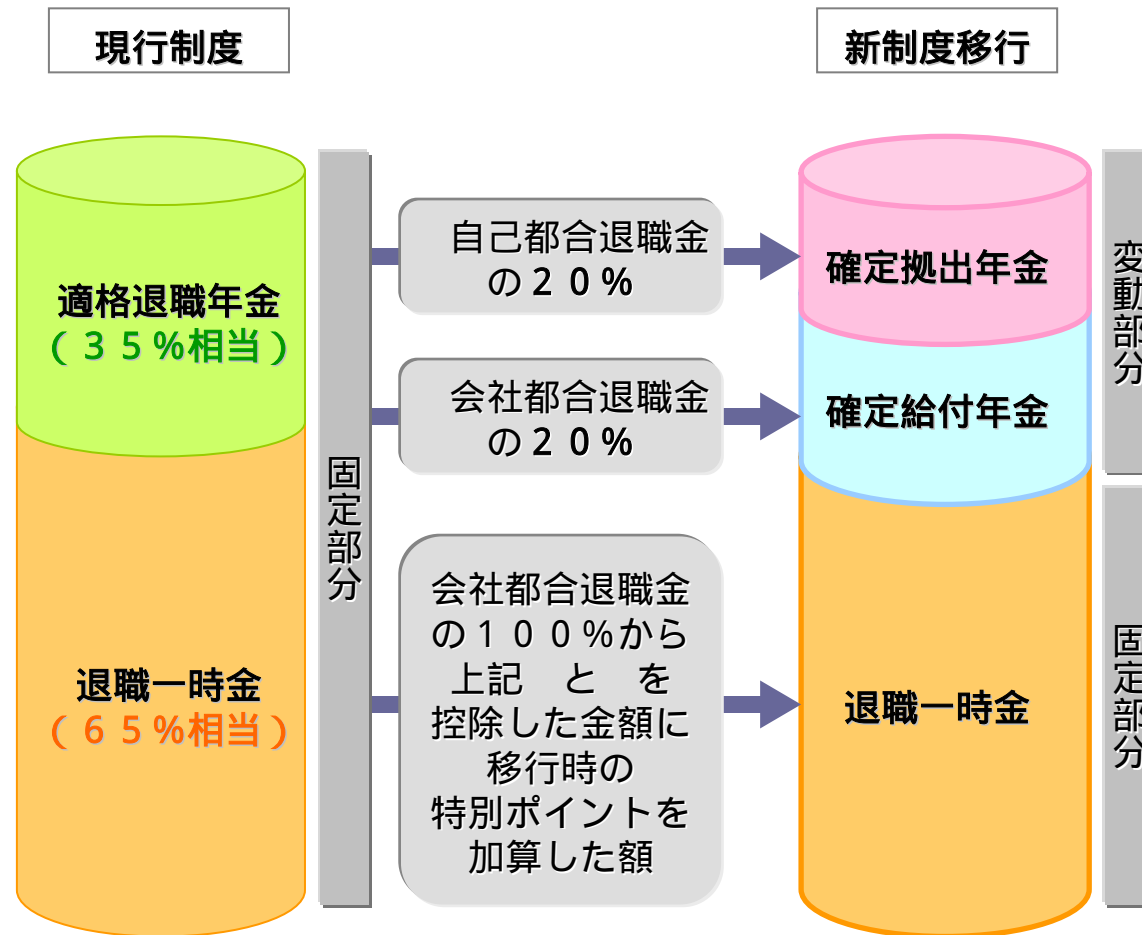 現行制度
新制度移行
適格退職年金
（３５%相当）
退職一時金
（６５%相当）
固定部分
自己都合退職金
の２０%
会社都合退職金
の２０%
会社都合退職金
の１００%から
上記　と　を
控除した金額に
移行時の
特別ポイントを
加算した額
確定拠出年金
確定給付年金
退職一時金
変動部分
固定部分